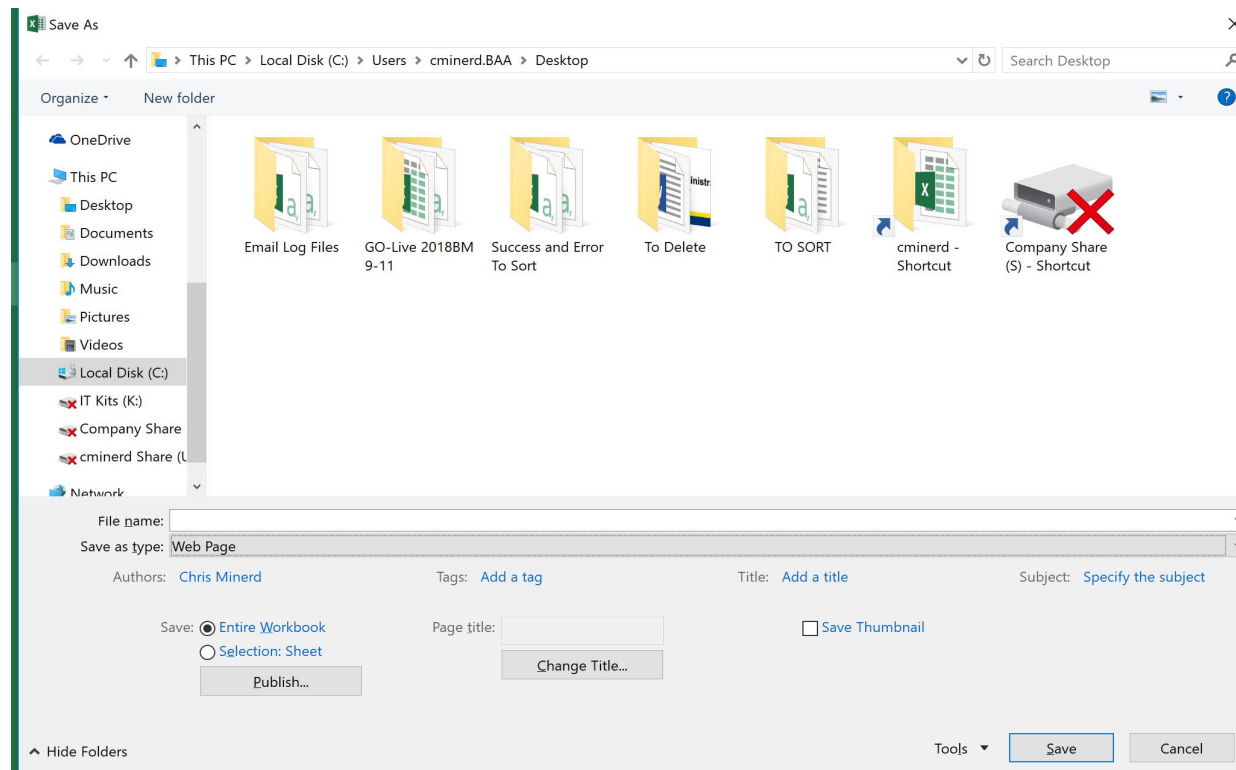 Save As
This PC > Local Disk (C:) > Users > cminerd.BAA > Desktop
Search Desktop
Organize
New folder
OneDrive
This PC
Desktop
Documents
Downloads
Music
Pictures
Videos
Local Disk (C:)
IT Kits (K:)
Company Share
cminerd Share (U
Network
Email Log Files
GO-Live 2018BM
9-11
Success and Error
To Sort
To Delete
TO SORT
cminerd -
Shortcut
Company Share
(S) - Shortcut
File name:
Save as type: Web Page
Authors: Chris Minerd
Tags: Add a tag
Title: Add a title
Subject: Specify the subject
Save: Entire Workbook
Selection: Sheet
Publish...
Page title:
Change Title...
Save Thumbnail
Hide Folders
Tools
Save
Cancel